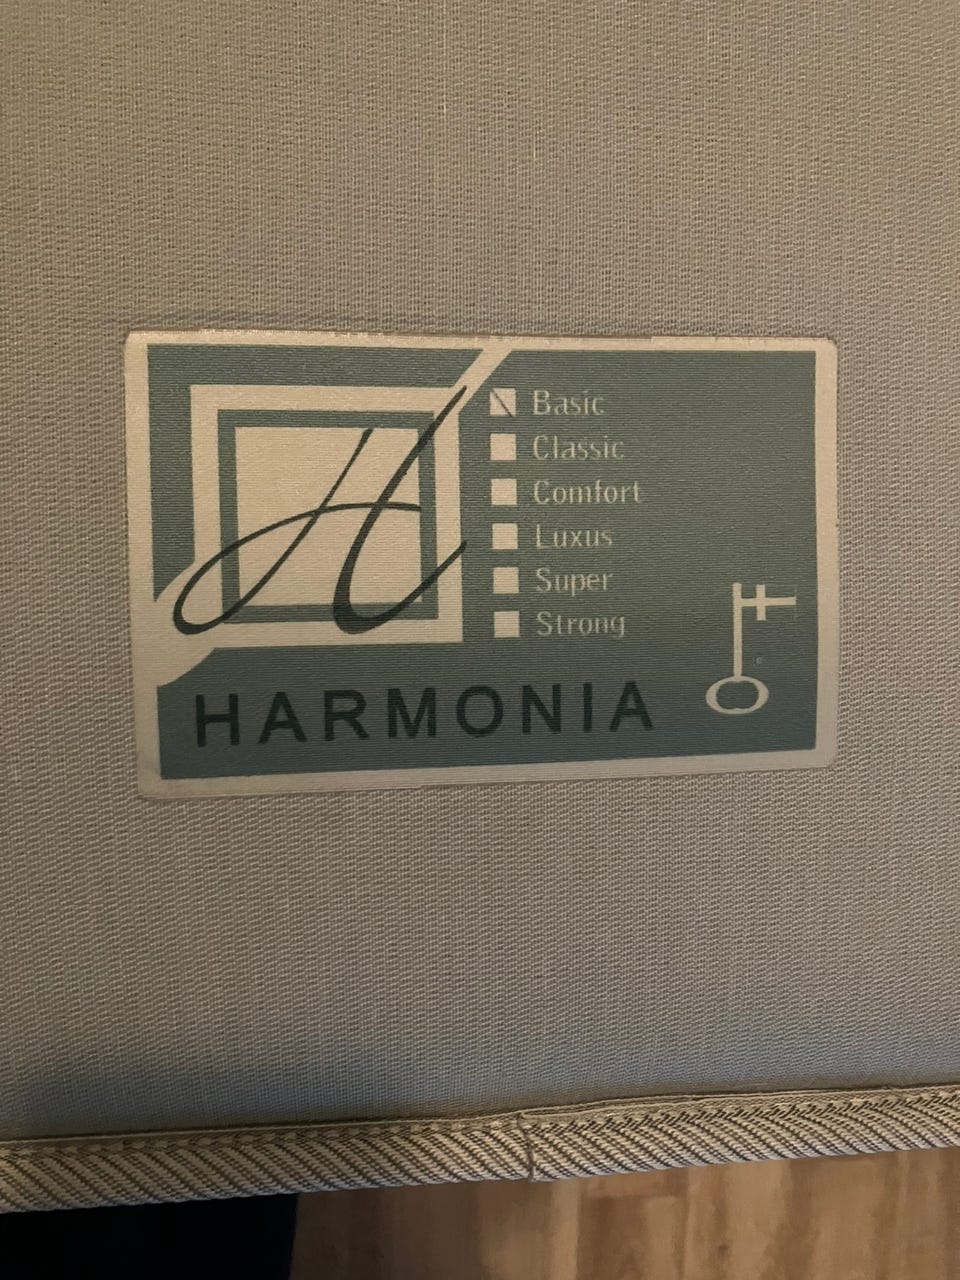 Basic
Classic
Comfort
Luxus
Super
Strong
HARMONIA